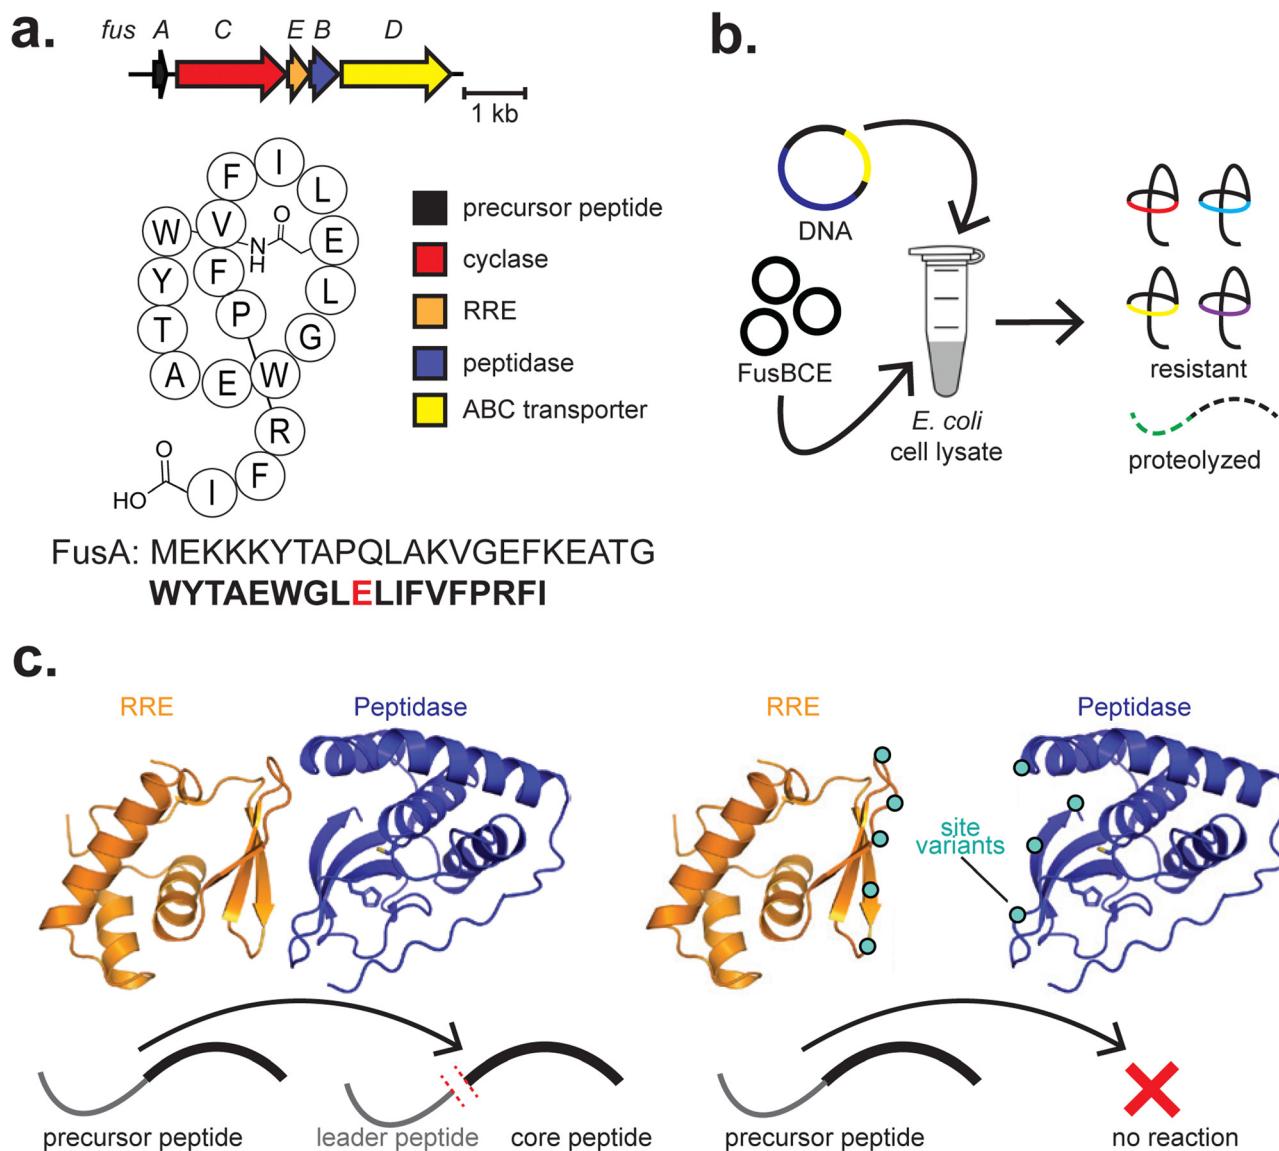 a.
fus A C E B D
1 kb
F I L
W V E
O
N
H
Y F L
T P G
A E W
R
O
HO I F
precursor peptide
cyclase
RRE
peptidase
ABC transporter
FusA: MEKKKYTAPQLAKVGEFKEATG
WYTAEWGLELIFVFPRFI
b.
DNA
FusBCE
E. coli
cell lysate
resistant
proteolyzed
c.
RRE
Peptidase
precursor peptide
leader peptide
core peptide
RRE
Peptidase
site
variants
precursor peptide
no reaction